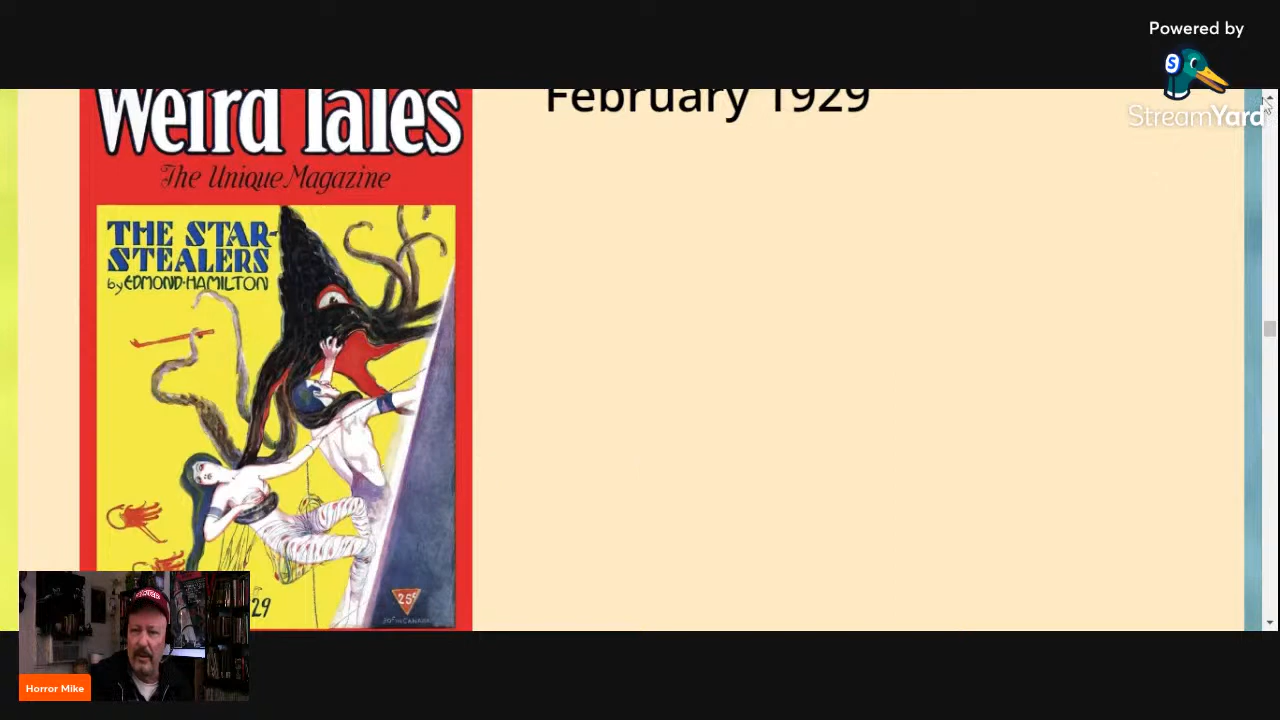 Powered by
StreamYard
February 1929
Weird Tales
The Unique Magazine
THE STAR-
STEALERS
by EDMOND·HAMILTON
29
25¢
Horror Mike